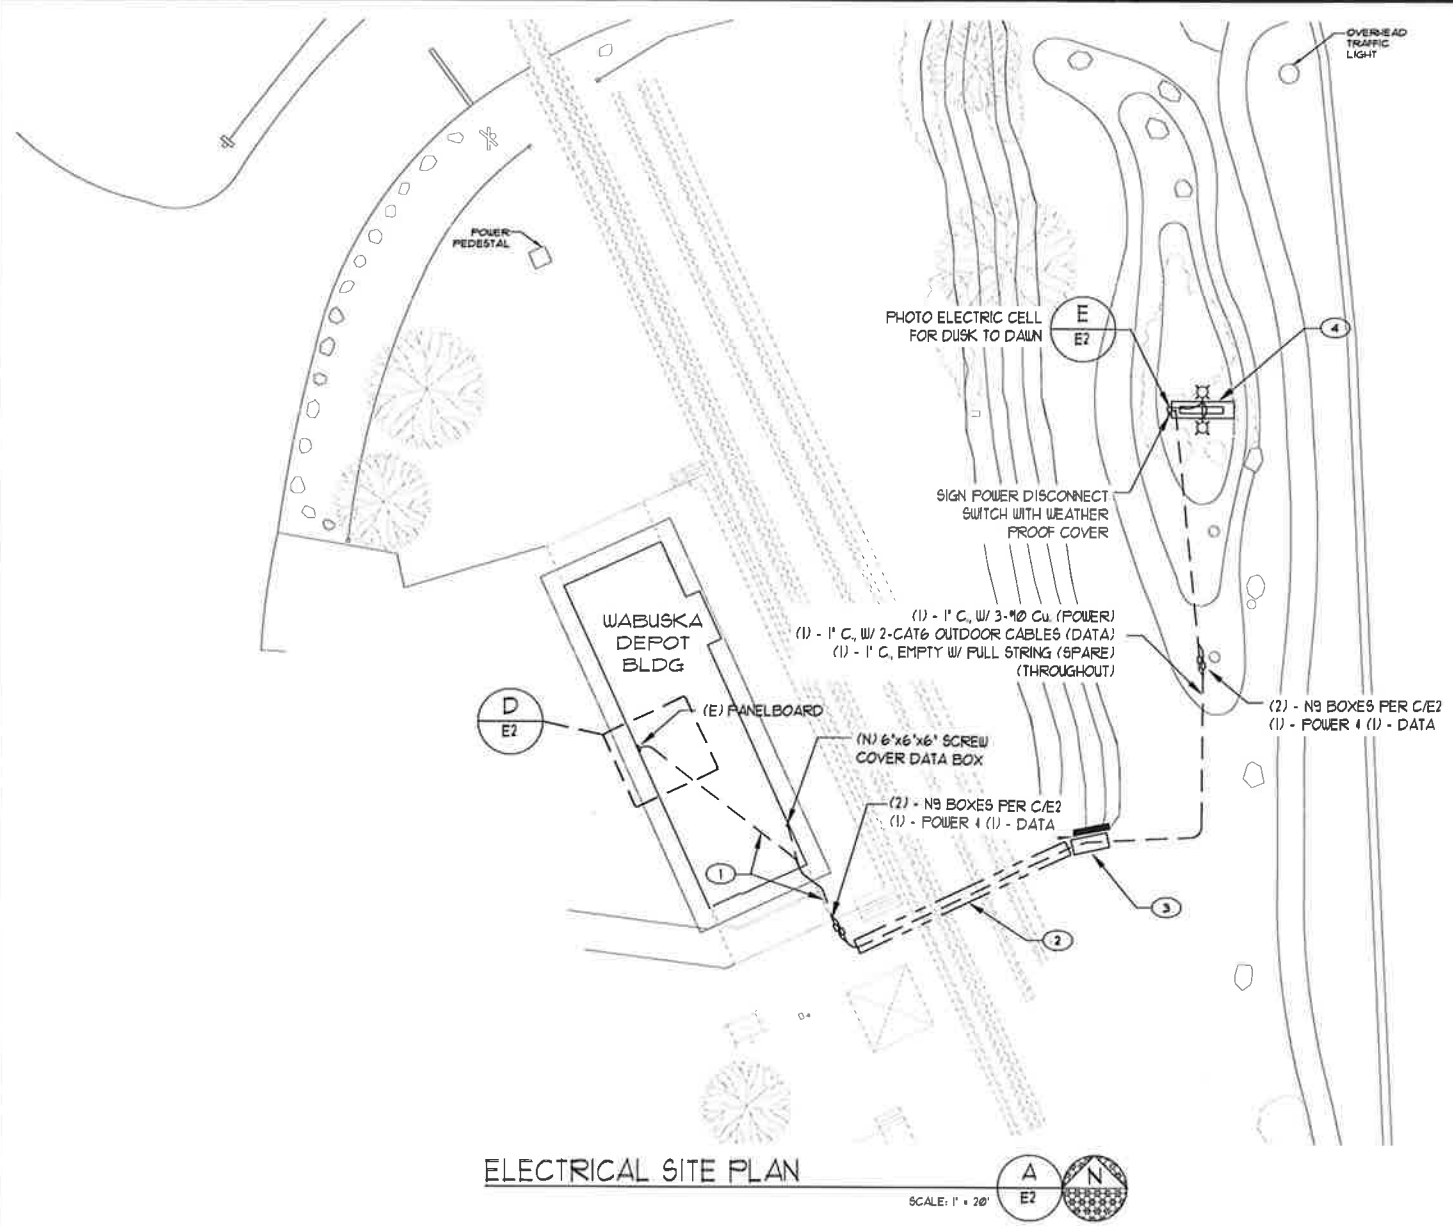 OVERHEAD
TRAFFIC
LIGHT
POWER
PEDESTAL
PHOTO ELECTRIC CELL
FOR DUSK TO DAWN
E
E2
4
SIGN POWER DISCONNECT
SWITCH WITH WEATHER
PROOF COVER
(1) - 1" C., W/ 3-#10 Cu. (POWER)
(1) - 1" C., W/ 2-CAT6 OUTDOOR CABLES (DATA)
(1) - 1" C., EMPTY W/ PULL STRING (SPARE)
(THROUGHOUT)
WABUSKA
DEPOT
BLDG
D
E2
(E) PANELBOARD
(2) - N9 BOXES PER C/E2
(1) - POWER & (1) - DATA
(N) 6"x6"x6" SCREW
COVER DATA BOX
(2) - N9 BOXES PER C/E2
(1) - POWER & (1) - DATA
1
3
2
ELECTRICAL SITE PLAN
SCALE: 1" = 20'
A
E2
N